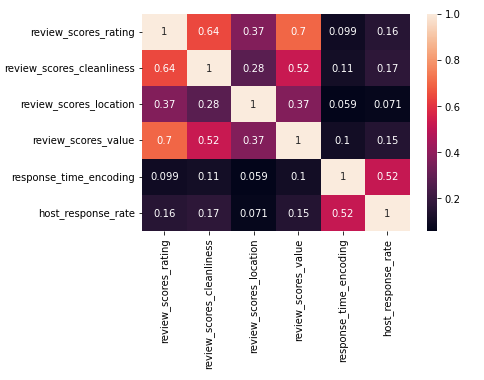 review_scores_rating 1 0.64 0.37 0.7 0.099 0.16
review_scores_cleanliness 0.64 1 0.28 0.52 0.11 0.17
review_scores_location 0.37 0.28 1 0.37 0.059 0.071
review_scores_value 0.7 0.52 0.37 1 0.1 0.15
response_time_encoding 0.099 0.11 0.059 0.1 1 0.52
host_response_rate 0.16 0.17 0.071 0.15 0.52 1
review_scores_rating
review_scores_cleanliness
review_scores_location
review_scores_value
response_time_encoding
host_response_rate
1.0
0.8
0.6
0.4
0.2